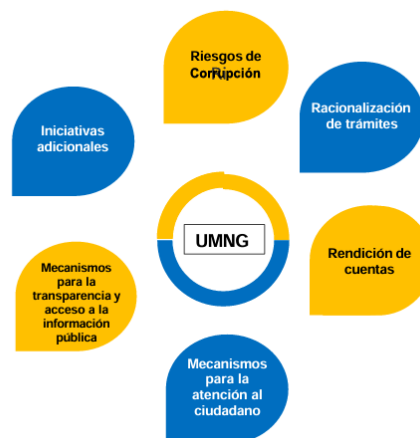 Riesgos de
Corrupción
Racionalización
de trámites
Iniciativas
adicionales
UMNG
Rendición de
cuentas
Mecanismos
para la
transparencia y
acceso a la
información
pública
Mecanismos
para la
atención al
ciudadano